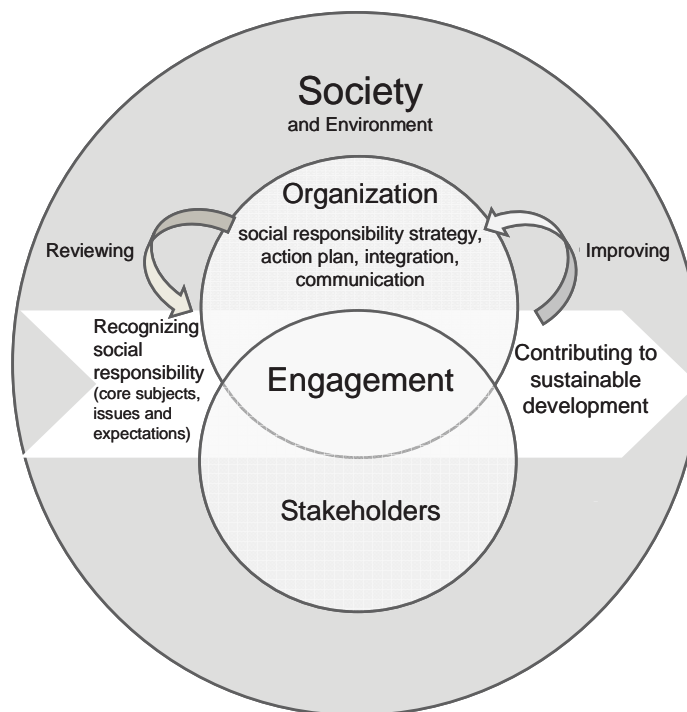 Society
and Environment
Organization
social responsibility strategy,
action plan, integration,
communication
Reviewing
Improving
Recognizing
social
responsibility
(core subjects,
issues and
expectations)
Engagement
Contributing to
sustainable
development
Stakeholders